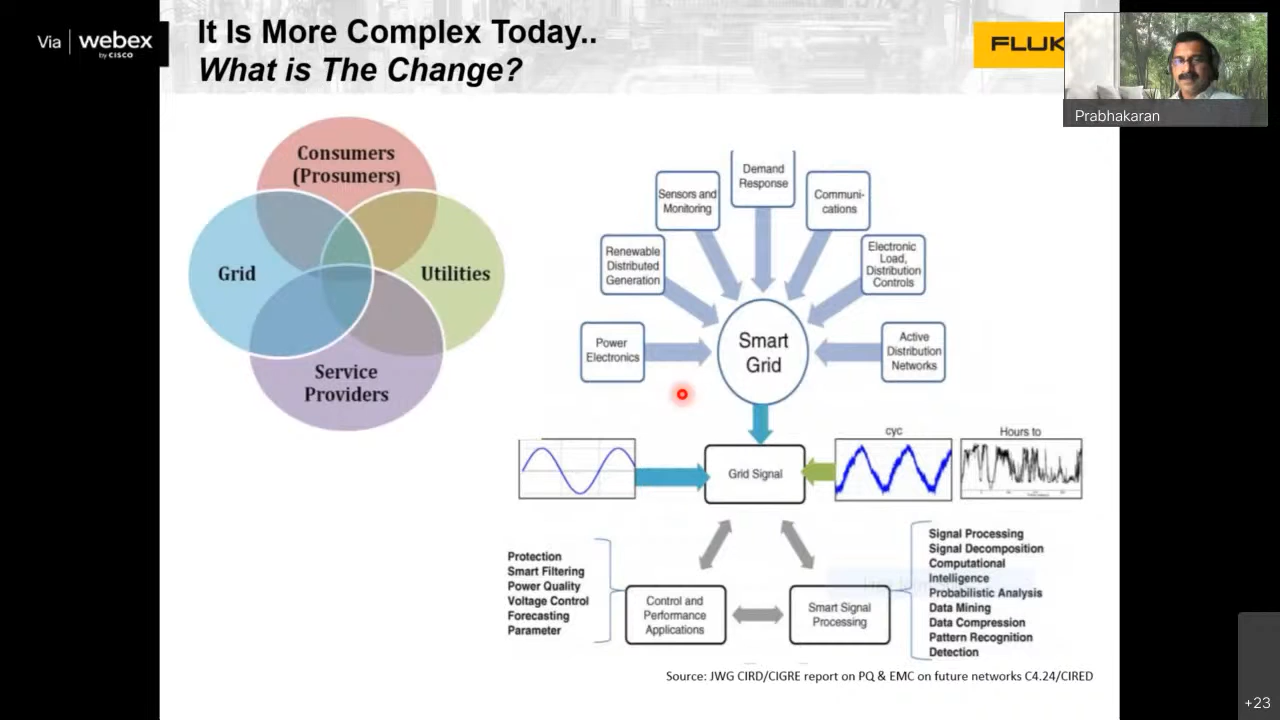 Via | webex
by CISCO
It Is More Complex Today..
What is The Change?
FLUK
Prabhakaran
Consumers
(Prosumers)
Grid
Utilities
Service
Providers
Demand
Response
Sensors and
Monitoring
Communi-
cations
Renewable
Distributed
Generation
Electronic
Load,
Distribution
Controls
Power
Electronics
Smart
Grid
Active
Distribution
Networks
cyc
Hours to
Grid Signal
Protection
Smart Filtering
Power Quality
Voltage Control
Forecasting
Parameter
Control and
Performance
Applications
Smart Signal
Processing
Signal Processing
Signal Decomposition
Computational
Intelligence
Probabilistic Analysis
Data Mining
Data Compression
Pattern Recognition
Detection
Source: JWG CIRD/CIGRE report on PQ & EMC on future networks C4.24/CIRED
+23